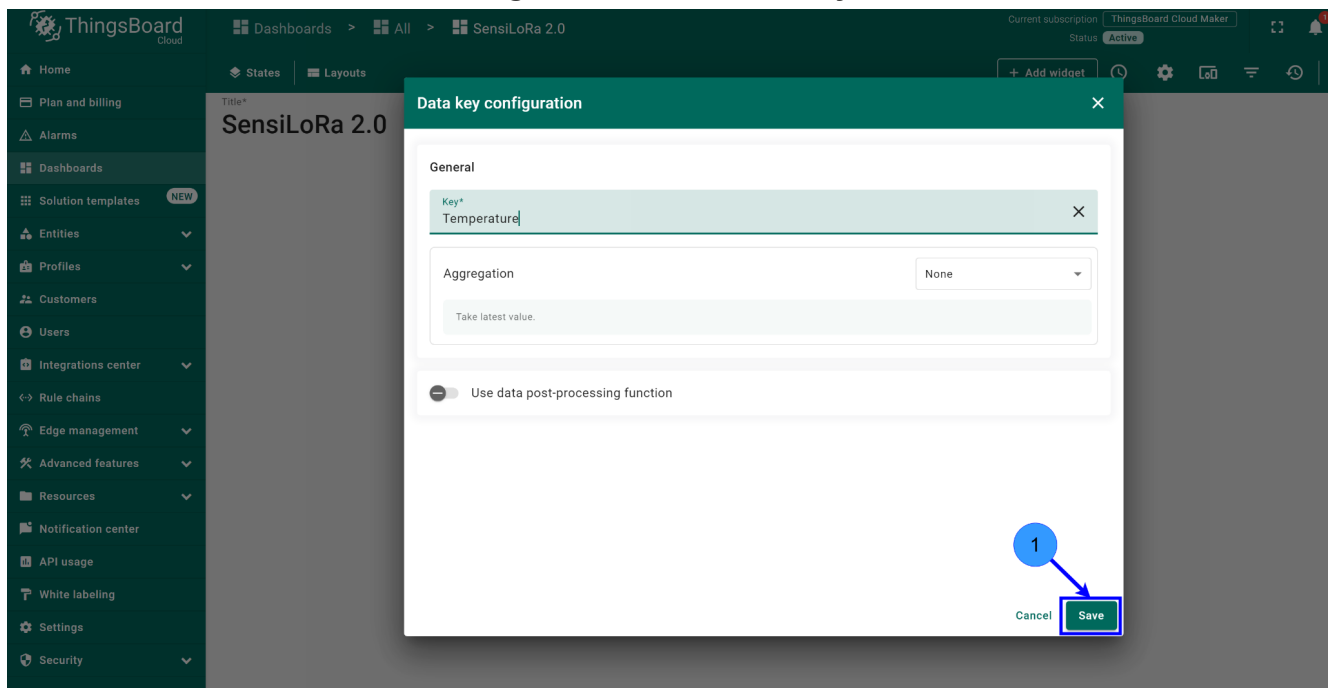 ThingsBoard
Cloud
Dashboards > All > SensiLoRa 2.0
Current subscription ThingsBoard Cloud Maker
Status Active
1
Home
Plan and billing
Alarms
Dashboards
Solution templates NEW
Entities
Profiles
Customers
Users
Integrations center
Rule chains
Edge management
Advanced features
Resources
Notification center
API usage
White labeling
Settings
Security
States Layouts
+ Add widget
Title*
SensiLoRa 2.0
Data key configuration
General
Key*
Temperature
Aggregation None
Take latest value.
Use data post-processing function
1
Cancel Save